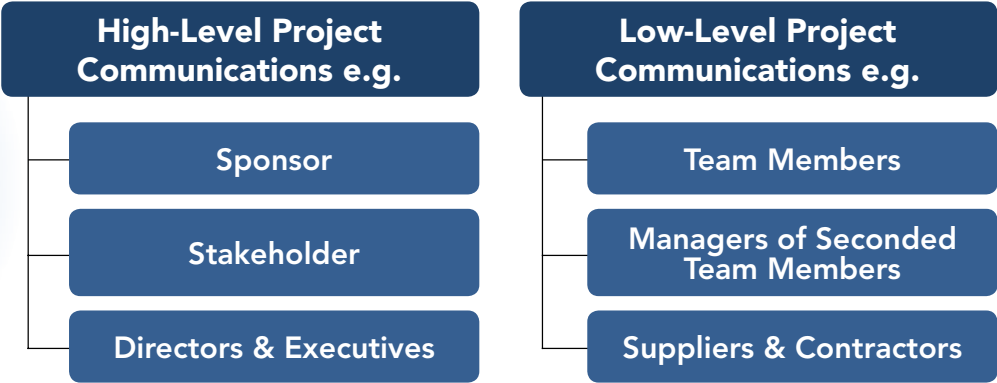 High-Level Project
Communications e.g.
Sponsor
Stakeholder
Directors & Executives
Low-Level Project
Communications e.g.
Team Members
Managers of Seconded
Team Members
Suppliers & Contractors